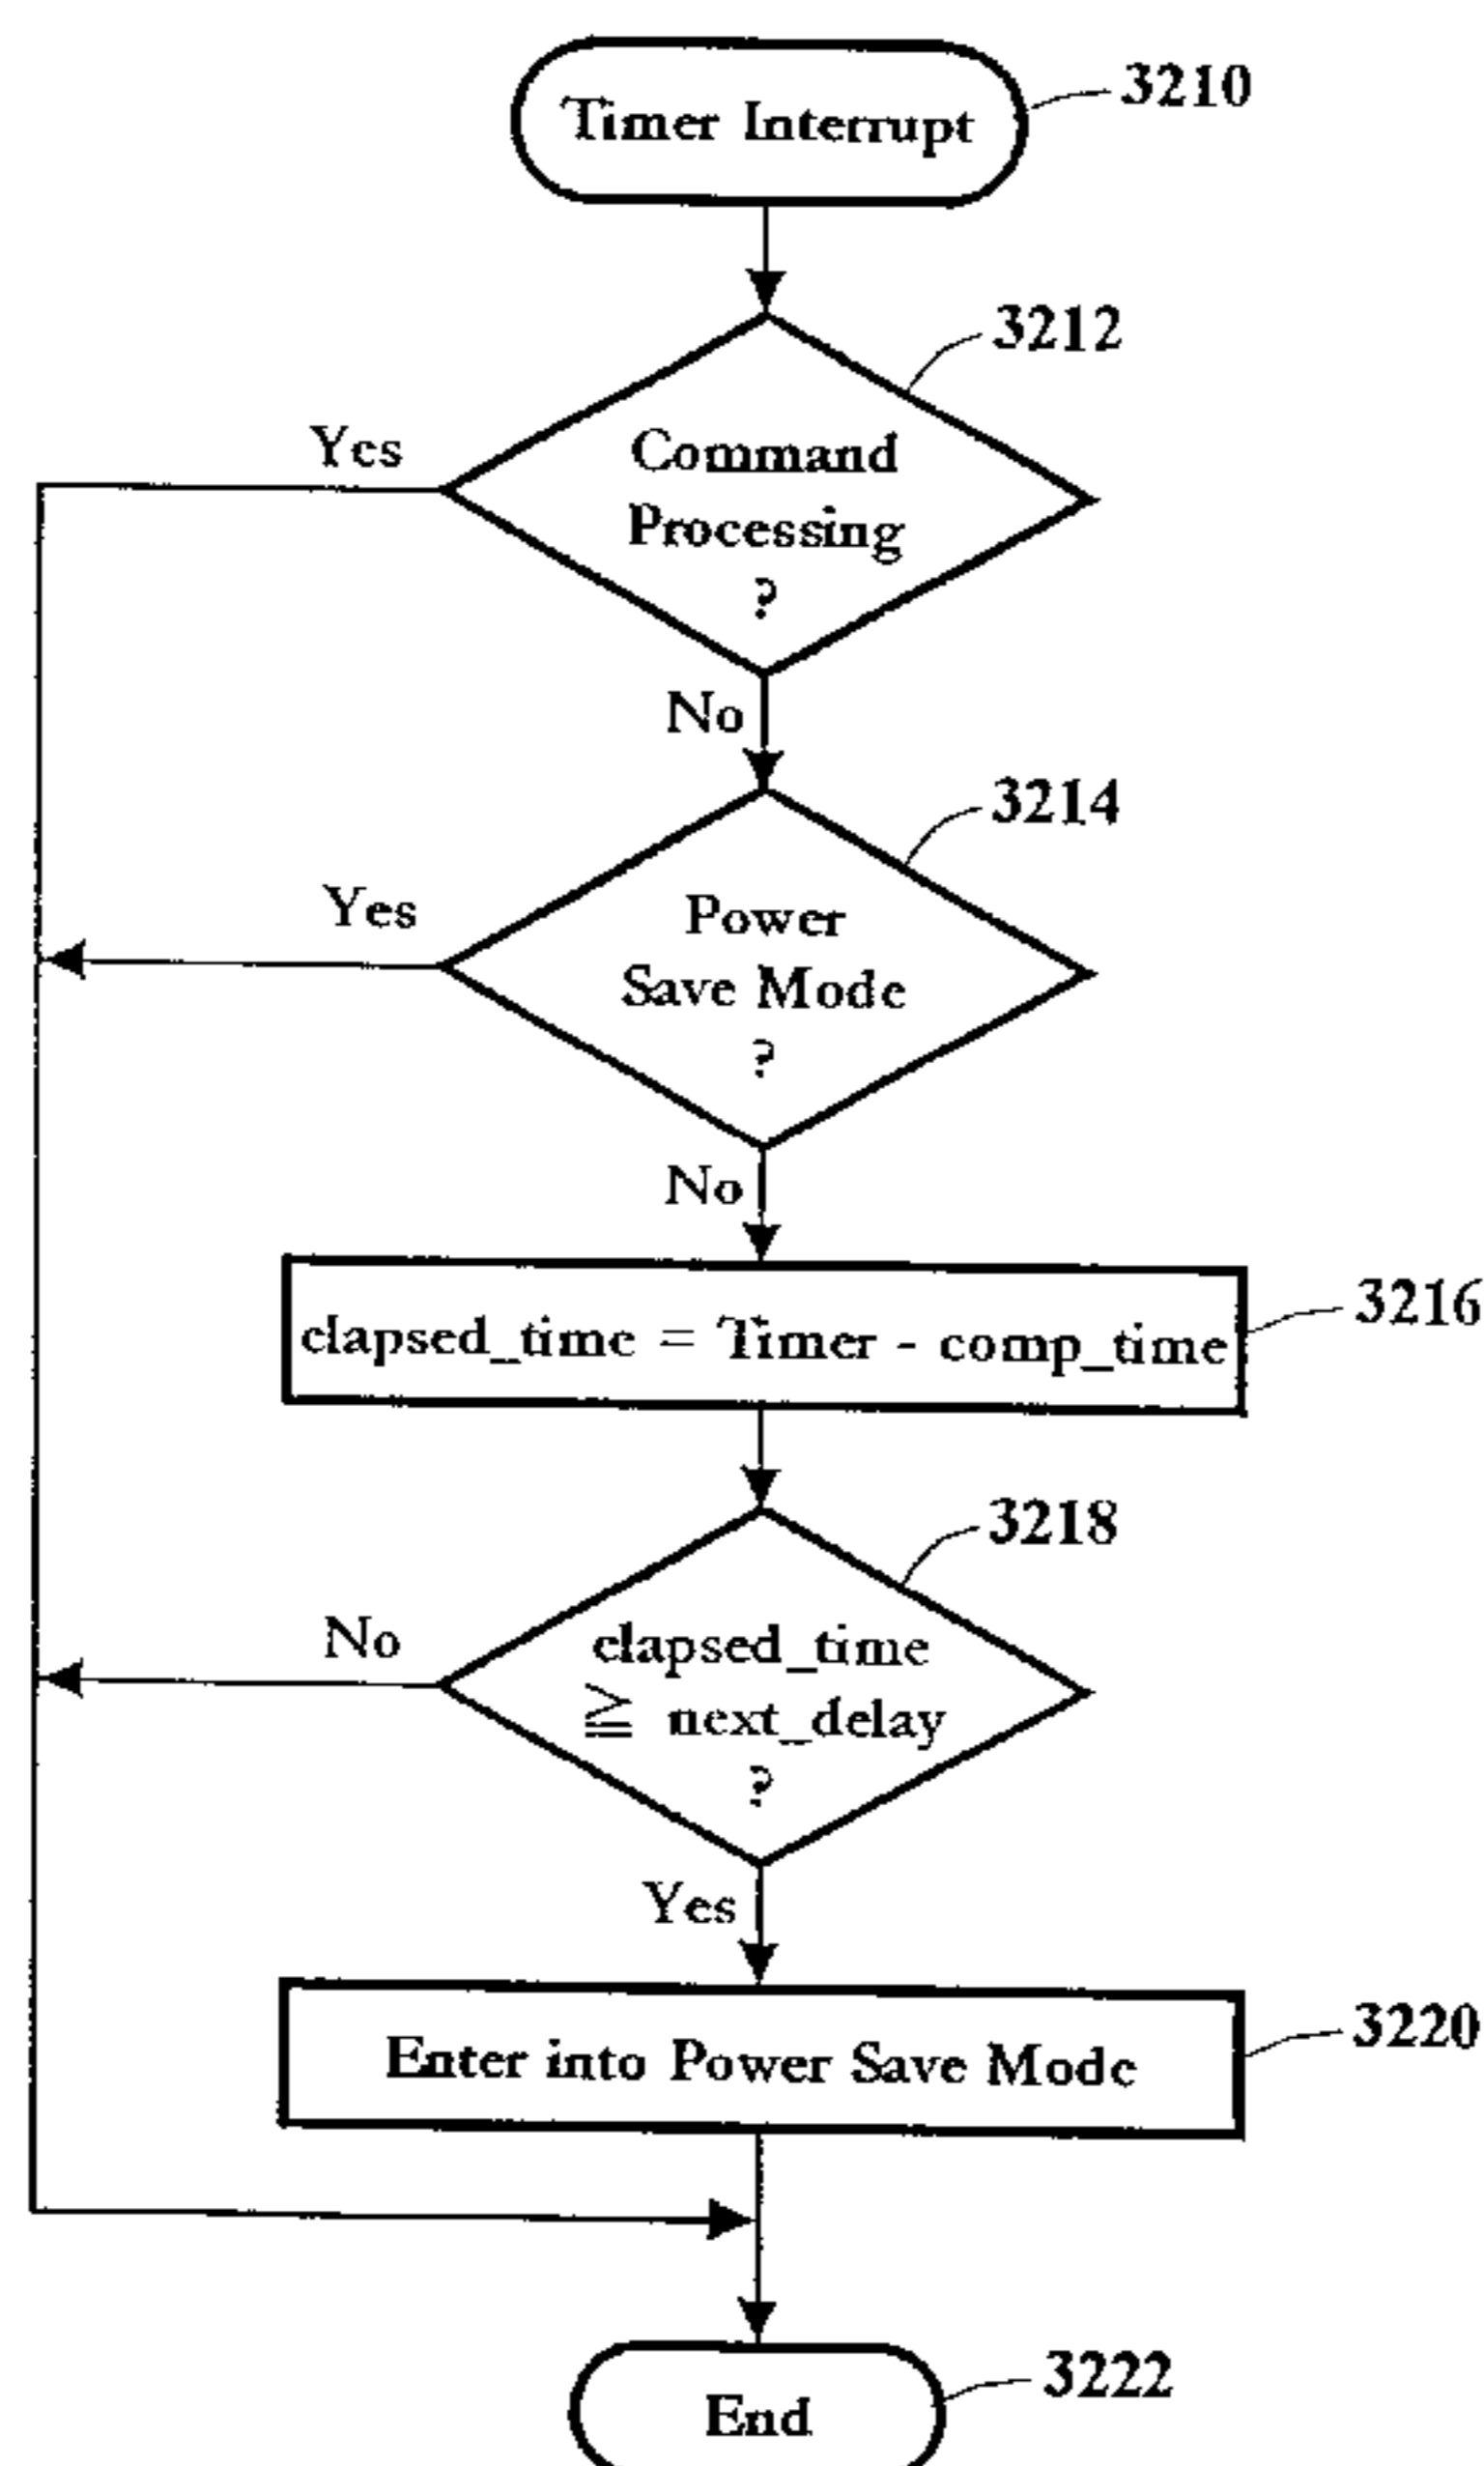 Timer Interrupt
3210
3212
Yes
Command
Processing
?
No
3214
Yes
Power
Save Mode
?
No
elapsed_time = Timer - comp_time
3216
3218
No
elapsed_time
≧ next_delay
?
Yes
Enter into Power Save Mode
3220
End
3222